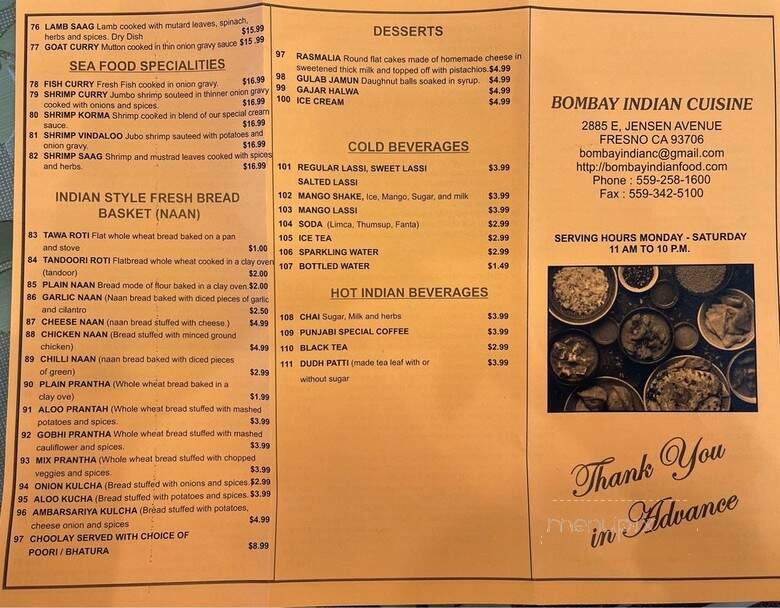 76 LAMB SAAG Lamb cooked with mutard leaves, spinach,
herbs and spices. Dry Dish $15.99
77 GOAT CURRY Mutton cooked in thin onion gravy sauce $15 .99
SEA FOOD SPECIALITIES
78 FISH CURRY Fresh Fish cooked in onion gravy. $16.99
79 SHRIMP CURRY Jumbo shrimp souteed in thinner onion gravy
cooked with onions and spices. $16.99
80 SHRIMP KORMA Shrimp cooked in blend of our special cream
sauce. $16.99
81 SHRIMP VINDALOO Jubo shrimp sauteed with potatoes and
onion gravy. $16.99
82 SHRIMP SAAG Shrimp and mustrad leaves cooked with spices
and herbs. $16.99
INDIAN STYLE FRESH BREAD
BASKET (NAAN)
83 TAWA ROTI Flat whole wheat bread baked on a pan
and stove $1.00
84 TANDOORI ROTI Flatbread whole wheat cooked in a clay oven
(tandoor) $2.00
85 PLAIN NAAN Bread mode of flour baked in a clay oven. $2.00
86 GARLIC NAAN (Naan bread baked with diced pieces of garlic
and cilantro $2.50
87 CHEESE NAAN (naan bread stuffed with cheese.) $4.99
88 CHICKEN NAAN (Bread stuffed with minced ground
chicken) $4.99
89 CHILLI NAAN (naan bread baked with diced pieces
of green) $2.99
90 PLAIN PRANTHA (Whole wheat bread baked in a
clay ove) $1.99
91 ALOO PRANTAH (Whole wheat bread stuffed with mashed
potatoes and spices. $3.99
92 GOBHI PRANTHA Whole wheat bread stuffed with mashed
cauliflower and spices. $3.99
93 MIX PRANTHA (Whole wheat bread stuffed with chopped
veggies and spices. $3.99
94 ONION KULCHA (Bread stuffed with onions and spices. $2.99
95 ALOO KUCHA (Bread stuffed with potatoes and spices. $3.99
96 AMBARSARIYA KULCHA (Bread stuffed with potatoes,
cheese onion and spices $4.99
97 CHOOLAY SERVED WITH CHOICE OF
POORI / BHATURA $8.99
DESSERTS
97 RASMALIA Round flat cakes made of homemade cheese in
sweetened thick milk and topped off with pistachios. $4.99
98 GULAB JAMUN Daughnut balls soaked in syrup. $4.99
99 GAJAR HALWA $4.99
100 ICE CREAM $4.99
COLD BEVERAGES
101 REGULAR LASSI, SWEET LASSI $3.99
SALTED LASSI
102 MANGO SHAKE, Ice, Mango, Sugar, and milk $3.99
103 MANGO LASSI $3.99
104 SODA (Limca, Thumsup, Fanta) $2.99
105 ICE TEA $2.99
106 SPARKLING WATER $2.99
107 BOTTLED WATER $1.49
HOT INDIAN BEVERAGES
108 CHAI Sugar, Milk and herbs $3.99
109 PUNJABI SPECIAL COFFEE $3.99
110 BLACK TEA $2.99
111 DUDH PATTI (made tea leaf with or $3.99
without sugar
BOMBAY INDIAN CUISINE
2885 E, JENSEN AVENUE
FRESNO CA 93706
bombayindianc@gmail.com
http://bombayindianfood.com
Phone : 559-258-1600
Fax : 559-342-5100
SERVING HOURS MONDAY - SATURDAY
11 AM TO 10 P.M.
Thank You
in Advance